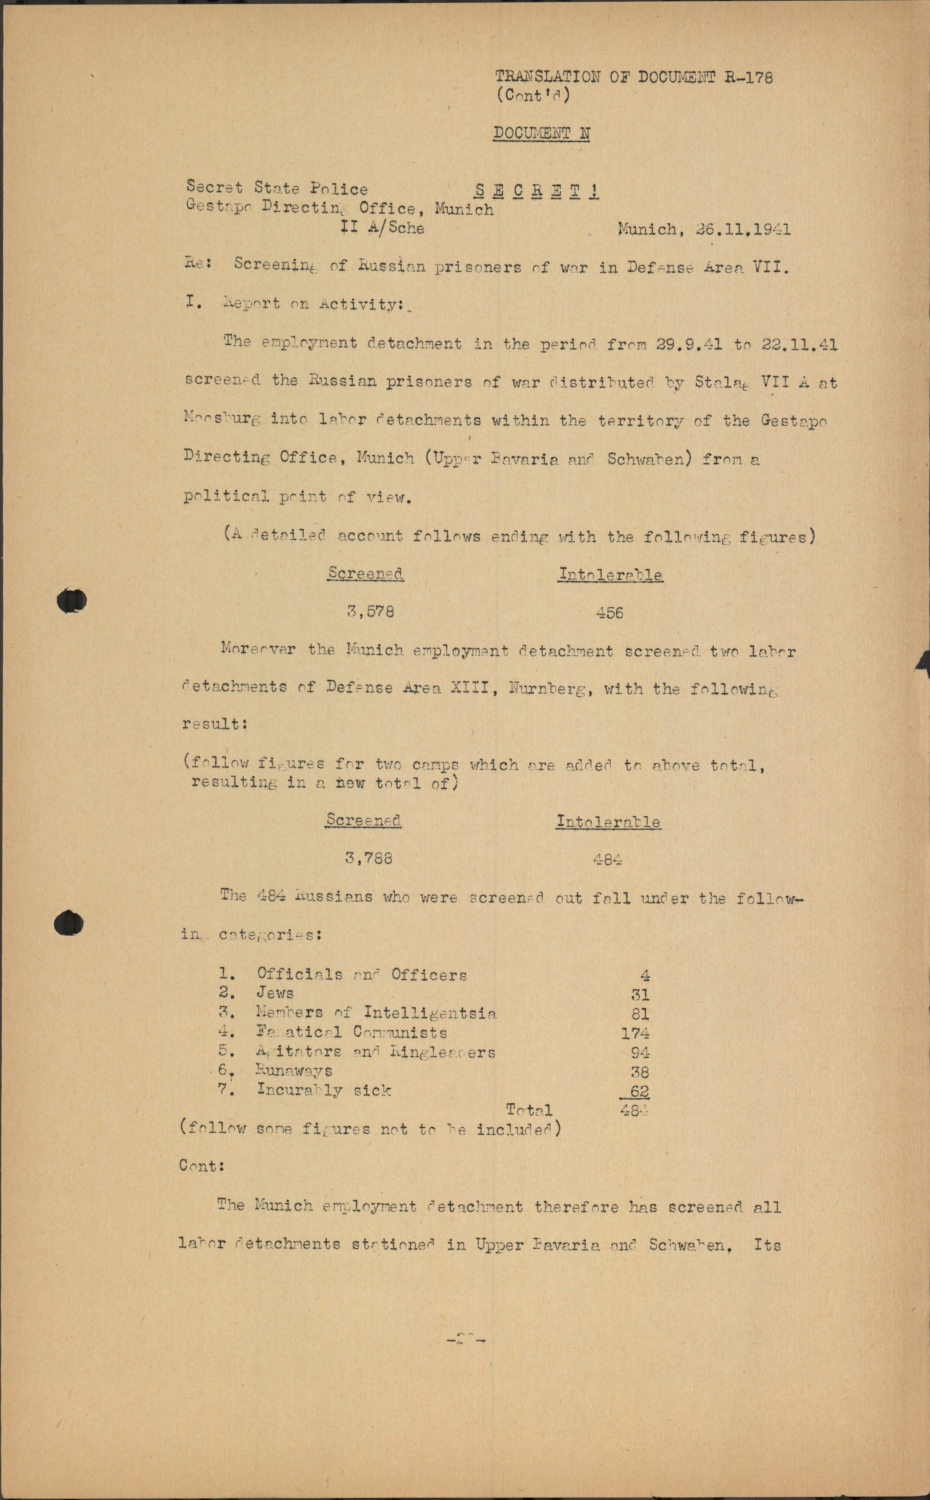 TRANSLATION OF DOCUMENT R-178
(Cont'd)
DOCUMENT N
Secret State Police S E C R E T !
Gestapo Directing Office, Munich
II A/Sche Munich, 26.11.1941
Re: Screening of Russian prisoners of war in Defense Area VII.
I. Report on Activity:
The employment detachment in the period from 29.9.41 to 22.11.41
screened the Russian prisoners of war distributed by Stalag VII A at
Moosburg into labor detachments within the territory of the Gestapo
Directing Office, Munich (Upper Bavaria and Schwaben) from a
political point of view.
(A detailed account follows ending with the following figures)
Screened Intolerable
3,578 456
Moreover the Munich employment detachment screened two labor
detachments of Defense Area XIII, Nurnberg, with the following
result:
(follow figures for two camps which are added to above total,
resulting in a new total of)
Screened Intolerable
3,788 484
The 484 Russians who were screened out fall under the follow-
ing categories:
1. Officials and Officers 4
2. Jews 31
3. Members of Intelligentsia 81
4. Fanatical Communists 174
5. Agitators and Ringleaders 94
6. Runaways 38
7. Incurably sick 62
Total 484
(follow some figures not to be included)
Cont:
The Munich employment detachment therefore has screened all
labor detachments stationed in Upper Bavaria and Schwaben. Its